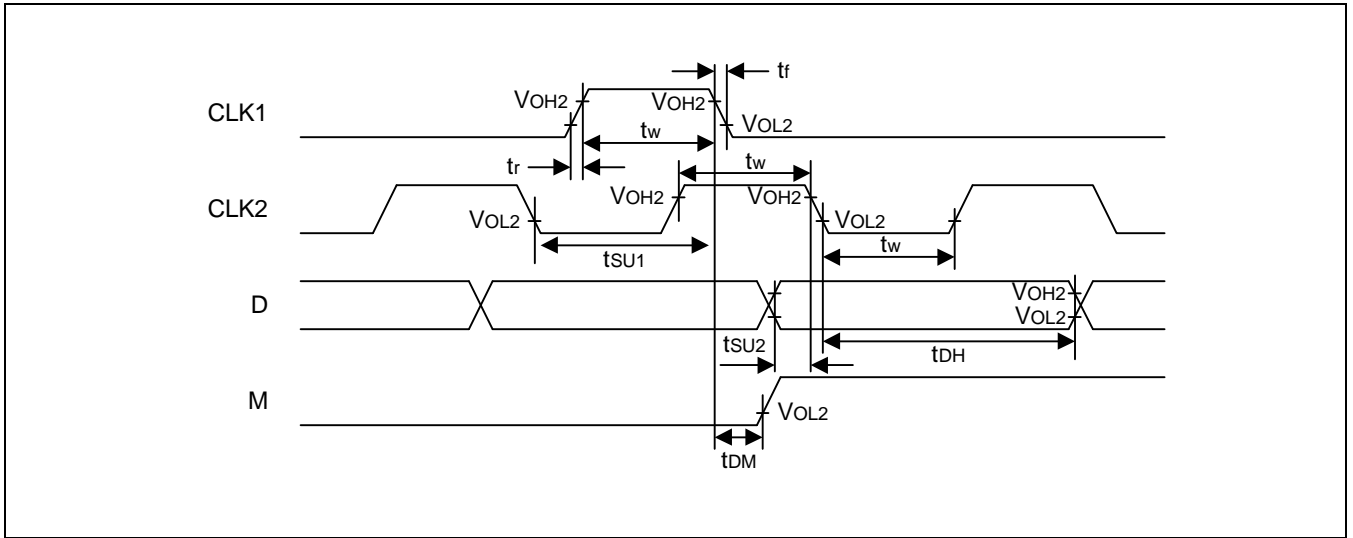 tf
VOH2 VOH2
CLK1
VOL2
tw
tr
tw
VOH2 VOH2
CLK2
VOL2 VOL2
tw
tSU1
VOH2
D
VOL2
tSU2
tDH
M
VOL2
tDM